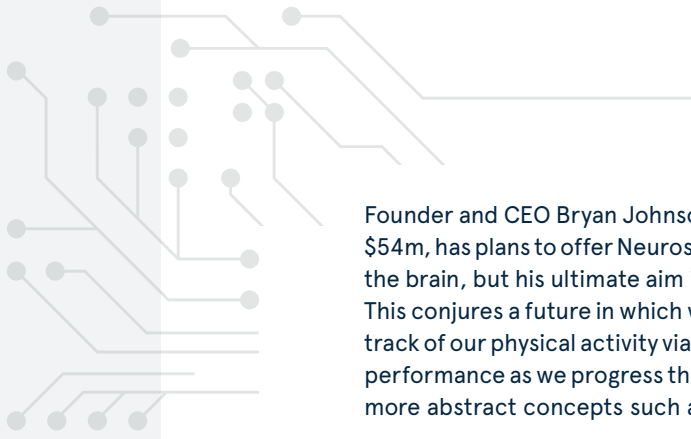 Founder and CEO Bryan Johnso
$54m, has plans to offer Neuros
the brain, but his ultimate aim
This conjures a future in which w
track of our physical activity via
performance as we progress th
more abstract concepts such a